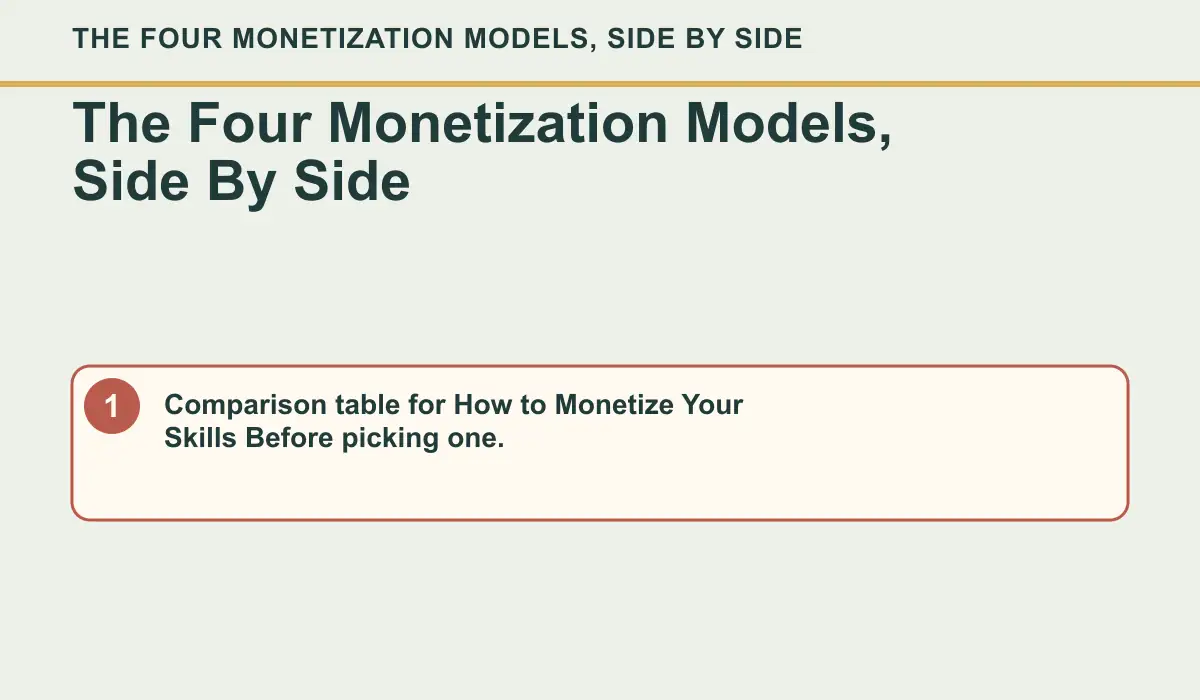 THE FOUR MONETIZATION MODELS, SIDE BY SIDE
The Four Monetization Models,
Side By Side
1
Comparison table for How to Monetize Your
Skills Before picking one.